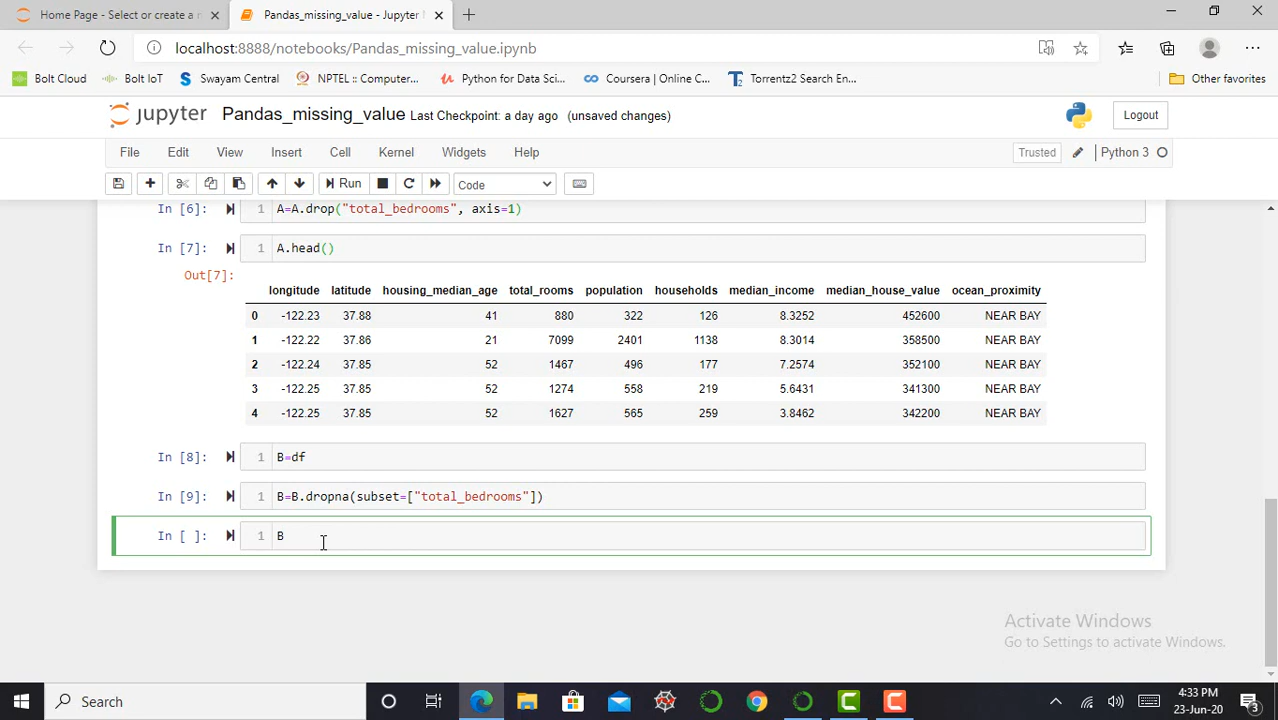 Home Page - Select or create a n
Pandas_missing_value - Jupyter
localhost:8888/notebooks/Pandas_missing_value.ipynb
Bolt Cloud Bolt IoT Swayam Central NPTEL :: Computer... Python for Data Sci... Coursera | Online C... Torrentz2 Search En... Other favorites
jupyter Pandas_missing_value Last Checkpoint: a day ago (unsaved changes) Logout
File Edit View Insert Cell Kernel Widgets Help Trusted Python 3
Run Code
In [6]: 1 A=A.drop("total_bedrooms", axis=1)
In [7]: 1 A.head()
Out[7]:
longitude latitude housing_median_age total_rooms population households median_income median_house_value ocean_proximity
0 -122.23 37.88 41 880 322 126 8.3252 452600 NEAR BAY
1 -122.22 37.86 21 7099 2401 1138 8.3014 358500 NEAR BAY
2 -122.24 37.85 52 1467 496 177 7.2574 352100 NEAR BAY
3 -122.25 37.85 52 1274 558 219 5.6431 341300 NEAR BAY
4 -122.25 37.85 52 1627 565 259 3.8462 342200 NEAR BAY
In [8]: 1 B=df
In [9]: 1 B=B.dropna(subset=["total_bedrooms"])
In [ ]: 1 B
Activate Windows
Go to Settings to activate Windows.
Search
4:33 PM
23-Jun-20
3